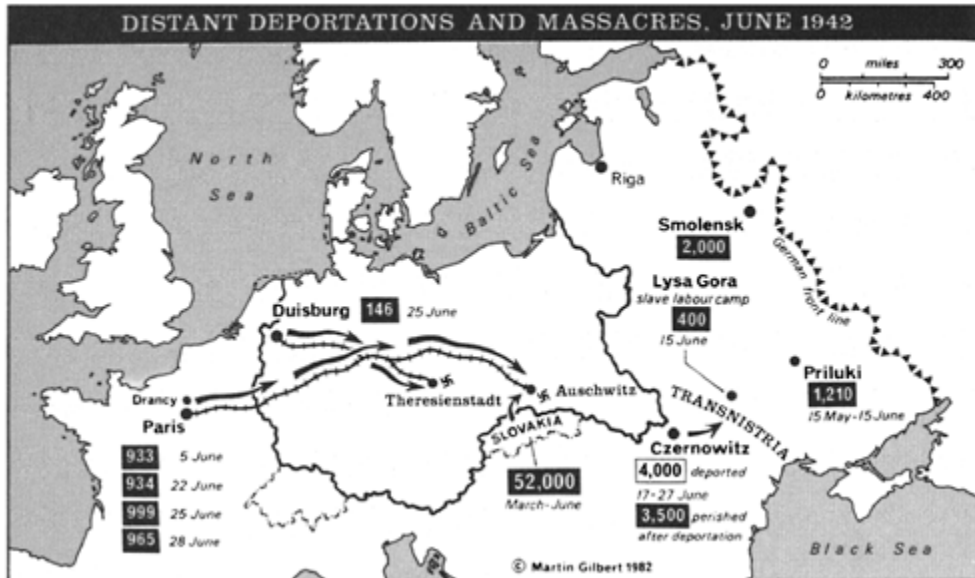 DISTANT DEPORTATIONS AND MASSACRES, JUNE 1942
0 miles 300
0 kilometres 400
North
Sea
Baltic Sea
Riga
Smolensk
2,000
German front line
Lysa Gora
slave labour camp
400
15 June
Duisburg 146 25 June
Priluki
1,210
15 May-15 June
Drancy
Paris
Theresienstadt
Auschwitz
TRANSNISTRIA
SLOVAKIA
52,000
March-June
Czernowitz
4,000 deported
17-27 June
3,500 perished
after deportation
933 5 June
934 22 June
999 25 June
965 28 June
Black Sea
© Martin Gilbert 1982